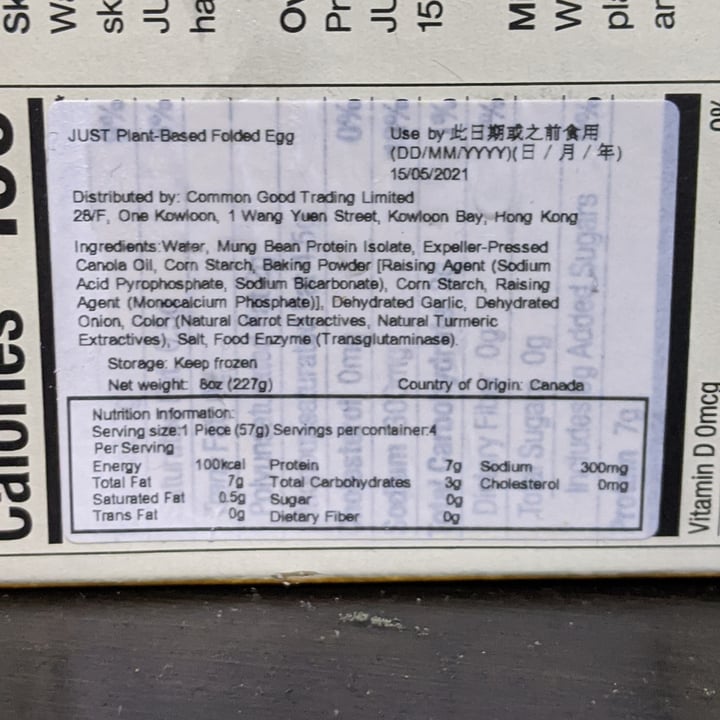 JUST Plant-Based Folded Egg
Use by 此日期或之前食用
(DD/MM/YYYY)(日 / 月 / 年)
15/05/2021
Distributed by: Common Good Trading Limited
28/F, One Kowloon, 1 Wang Yuen Street, Kowloon Bay, Hong Kong
Ingredients:Water, Mung Bean Protein Isolate, Expeller-Pressed
Canola Oil, Corn Starch, Baking Powder [Raising Agent (Sodium
Acid Pyrophosphate, Sodium Bicarbonate), Corn Starch, Raising
Agent (Monocalcium Phosphate)], Dehydrated Garlic, Dehydrated
Onion, Color (Natural Carrot Extractives, Natural Turmeric
Extractives), Salt, Food Enzyme (Transglutaminase).
Storage: Keep frozen
Net weight: 8oz (227g)
Country of Origin: Canada
Nutrition Information:
Serving size:1 Piece (57g) Servings per container:4
Per Serving
Energy 100kcal Protein 7g Sodium 300mg
Total Fat 7g Total Carbohydrates 3g Cholesterol 0mg
Saturated Fat 0.5g Sugar 0g
Trans Fat 0g Dietary Fiber 0g
Calories
Vitamin D 0mcg
0%